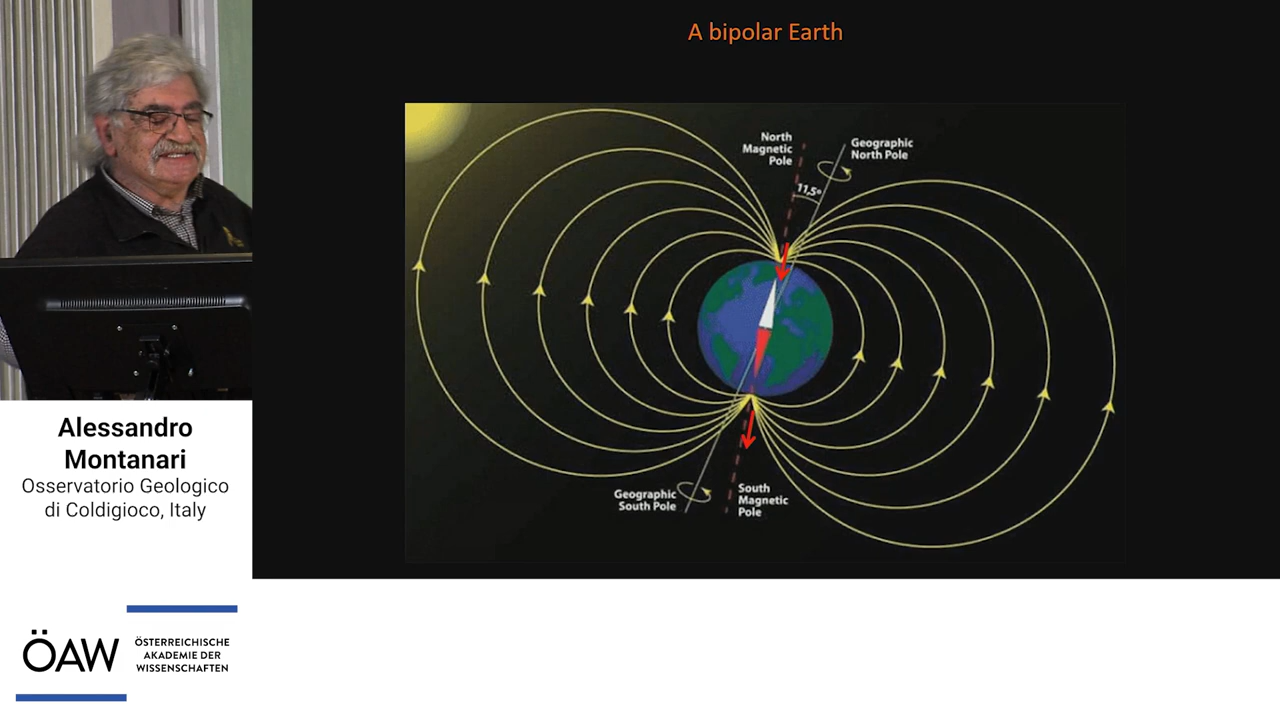 A bipolar Earth
North
Magnetic
Pole
Geographic
North Pole
11,5°
Geographic
South Pole
South
Magnetic
Pole
Alessandro
Montanari
Osservatorio Geologico
di Coldigioco, Italy
ÖAW
ÖSTERREICHISCHE
AKADEMIE DER
WISSENSCHAFTEN